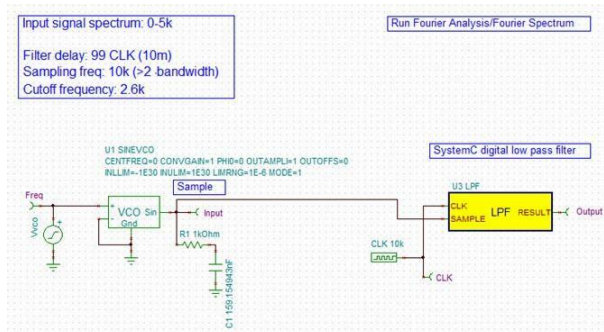 Input signal spectrum: 0-5k
Run Fourier Analysis/Fourier Spectrum
Filter delay: 99 CLK (10m)
Sampling freq: 10k (>2 bandwidth)
Cutoff frequency: 2.6k
U1 SINEVCO
CENTFREQ=0 CONVGAIN=1 PHI0=0 OUTAMPLI=1 OUTOFFS=0
INLLIM=-1E30 INULIM=1E30 LIMRNG=1E-6 MODE=1
SystemC digital low pass filter
Sample
U3 LPF
Freq
+
-
VCO Sin
Gnd
Input
CLK
SAMPLE
LPF
RESULT
Output
Vvco
+
R1 1kOhm
CLK 10k
CLK
C1 159.154943nF